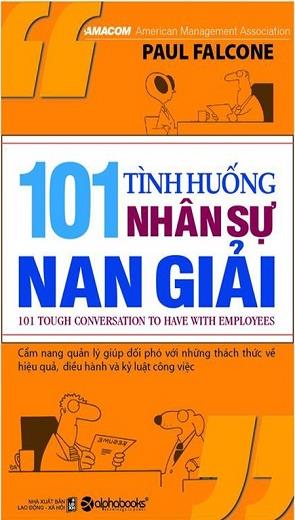 AMACOM American Management Association
PAUL FALCONE
101 TÌNH HUỐNG
NHÂN SỰ
NAN GIẢI
101 TOUGH CONVERSATION TO HAVE WITH EMPLOYEES
Cẩm nang quản lý giúp đối phó với những thách thức về
hiệu quả, điều hành và kỷ luật công việc
RESUME
NHÀ XUẤT BẢN
LAO ĐỘNG - XÃ HỘI
alphabooks